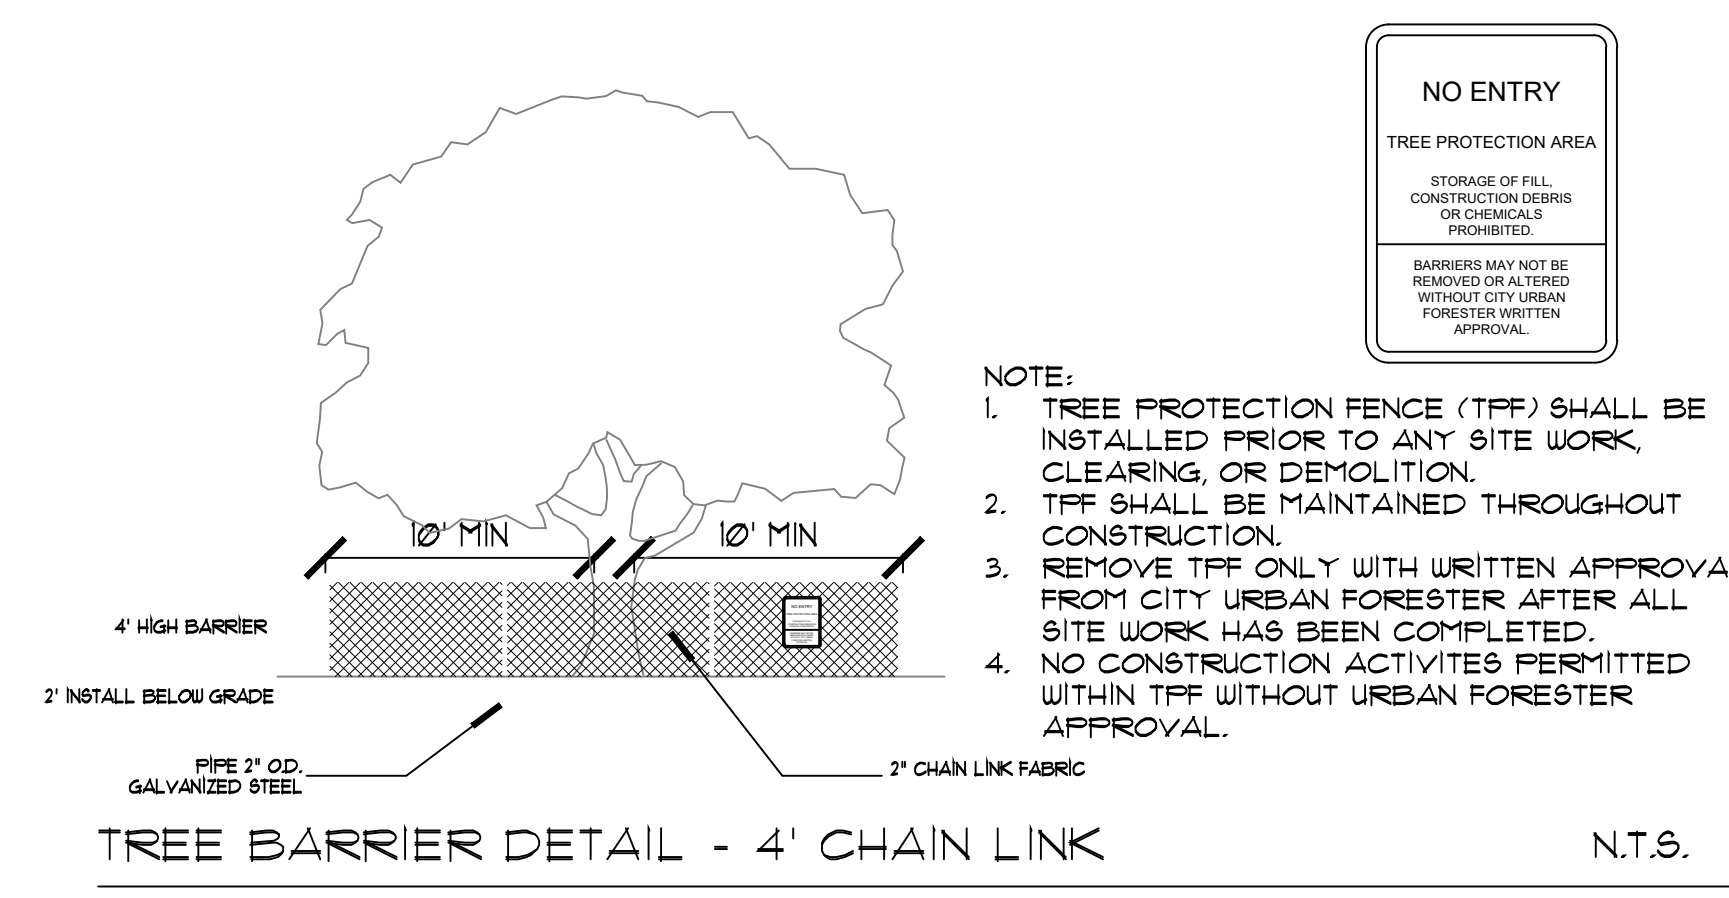 NO ENTRY
TREE PROTECTION AREA
STORAGE OF FILL,
CONSTRUCTION DEBRIS
OR CHEMICALS
PROHIBITED.
BARRIERS MAY NOT BE
REMOVED OR ALTERED
WITHOUT CITY URBAN
FORESTER WRITTEN
APPROVAL.
NOTE:
1. TREE PROTECTION FENCE (TPF) SHALL BE
INSTALLED PRIOR TO ANY SITE WORK,
CLEARING, OR DEMOLITION.
2. TPF SHALL BE MAINTAINED THROUGHOUT
CONSTRUCTION.
3. REMOVE TPF ONLY WITH WRITTEN APPROVA
FROM CITY URBAN FORESTER AFTER ALL
SITE WORK HAS BEEN COMPLETED.
4. NO CONSTRUCTION ACTIVITES PERMITTED
WITHIN TPF WITHOUT URBAN FORESTER
APPROVAL.
10' MIN
10' MIN
NO ENTRY
4' HIGH BARRIER
2' INSTALL BELOW GRADE
PIPE 2" O.D.
GALVANIZED STEEL
2" CHAIN LINK FABRIC
TREE BARRIER DETAIL - 4' CHAIN LINK
N.T.S.